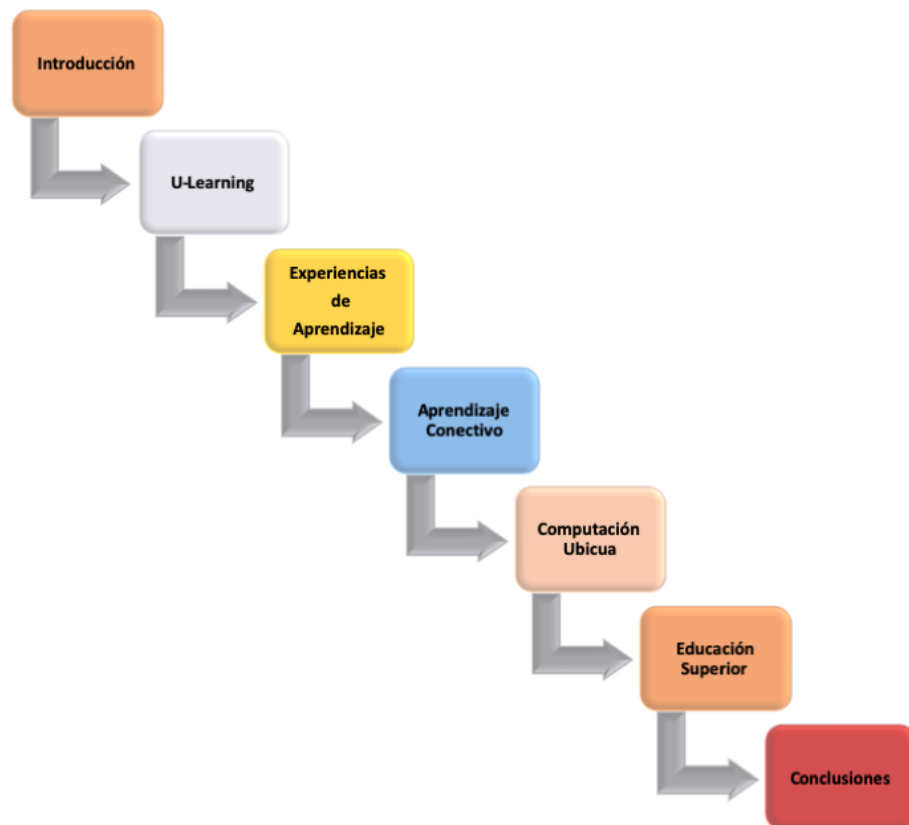 Introducción
U-Learning
Experiencias
de
Aprendizaje
Aprendizaje
Conectivo
Computación
Ubicua
Educación
Superior
Conclusiones